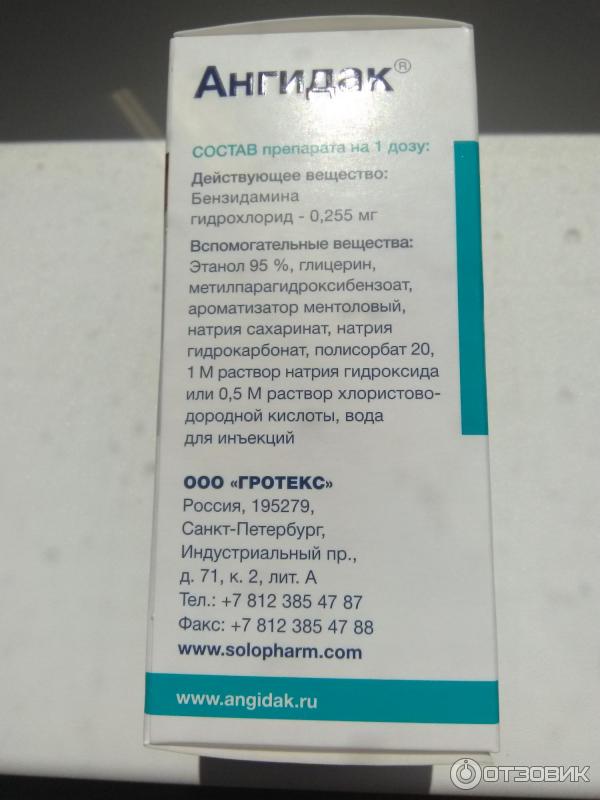 Ангидак®
СОСТАВ препарата на 1 дозу:
Действующее вещество:
Бензидамина
гидрохлорид - 0,255 мг
Вспомогательные вещества:
Этанол 95 %, глицерин,
метилпарагидроксибензоат,
ароматизатор ментоловый,
натрия сахаринат, натрия
гидрокарбонат, полисорбат 20,
1 М раствор натрия гидроксида
или 0,5 М раствор хлористово-
дородной кислоты, вода
для инъекций
ООО «ГРОТЕКС»
Россия, 195279,
Санкт-Петербург,
Индустриальный пр.,
д. 71, к. 2, лит. А
Тел.: +7 812 385 47 87
Факс: +7 812 385 47 88
www.solopharm.com
www.angidak.ru
ОТЗОВИК